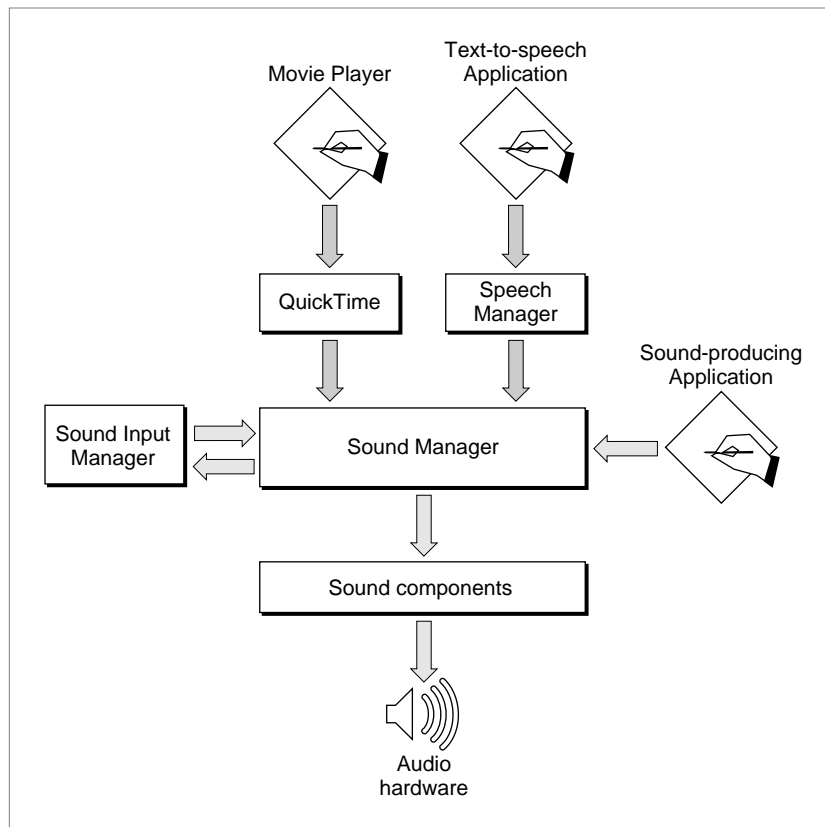 Text-to-speech
Application
Movie Player
QuickTime
Speech
Manager
Sound-producing
Application
Sound Input
Manager
Sound Manager
Sound components
Audio
hardware